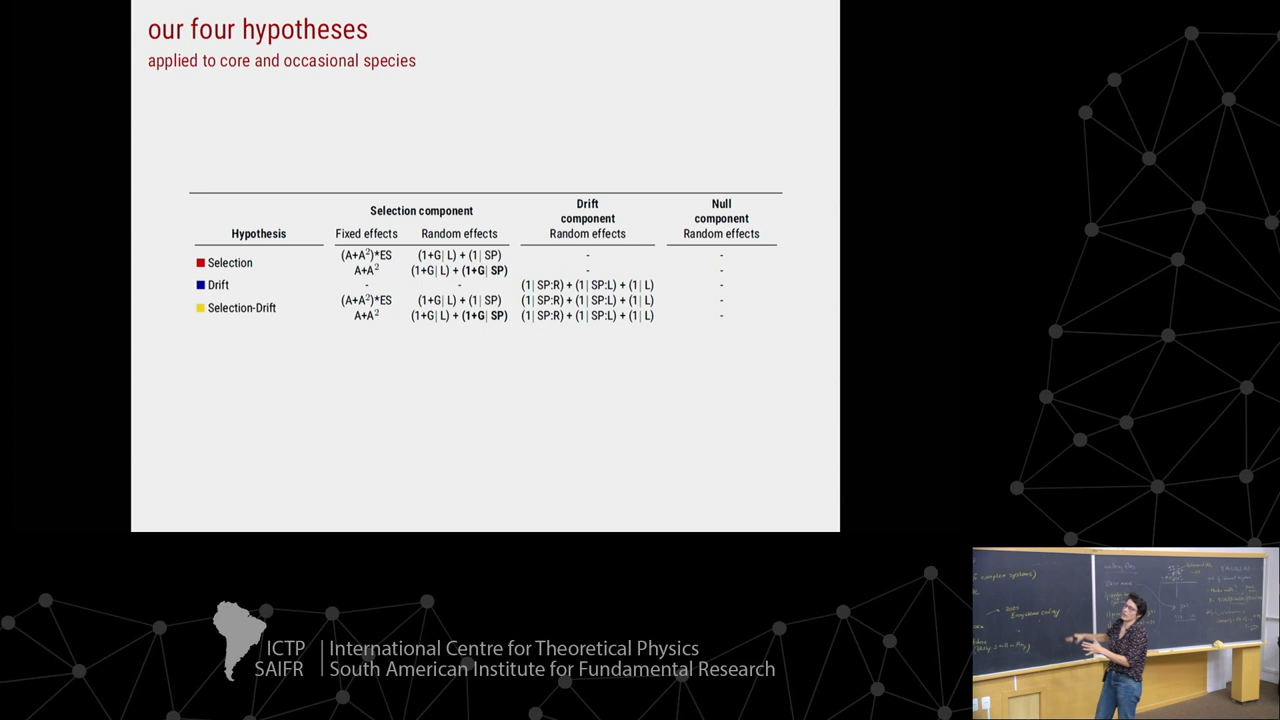 our four hypotheses
applied to core and occasional species
Selection component
Drift component
Null component
Hypothesis Fixed effects Random effects Random effects Random effects
Selection (A+A²)*ES (1+G| L) + (1| SP) - -
A+A² (1+G| L) + (1+G| SP) - -
Drift - - (1| SP:R) + (1| SP:L) + (1| L) -
Selection-Drift (A+A²)*ES (1+G| L) + (1| SP) (1| SP:R) + (1| SP:L) + (1| L) -
A+A² (1+G| L) + (1+G| SP) (1| SP:R) + (1| SP:L) + (1| L) -
ICTP International Centre for Theoretical Physics
SAIFR South American Institute for Fundamental Research
complex systems)